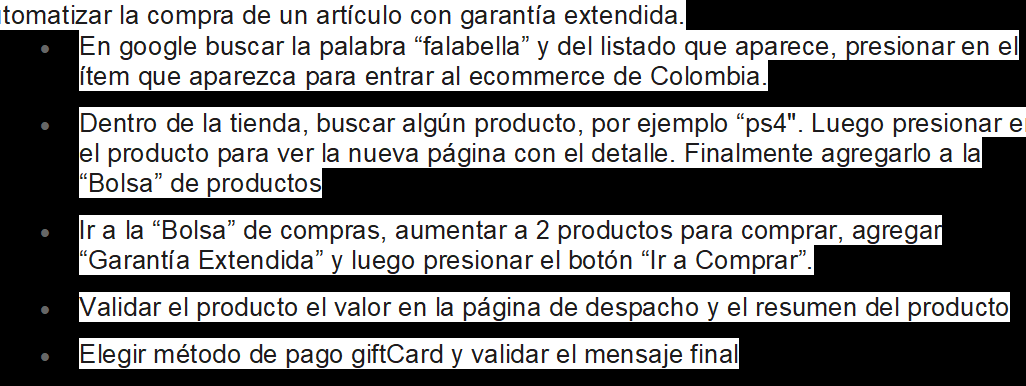 tomatizar la compra de un artículo con garantía extendida.
En google buscar la palabra “falabella” y del listado que aparece, presionar en el
ítem que aparezca para entrar al ecommerce de Colombia.
Dentro de la tienda, buscar algún producto, por ejemplo “ps4". Luego presionar en
el producto para ver la nueva página con el detalle. Finalmente agregarlo a la
“Bolsa” de productos
Ir a la “Bolsa” de compras, aumentar a 2 productos para comprar, agregar
“Garantía Extendida” y luego presionar el botón “Ir a Comprar”.
Validar el producto el valor en la página de despacho y el resumen del producto
Elegir método de pago giftCard y validar el mensaje final